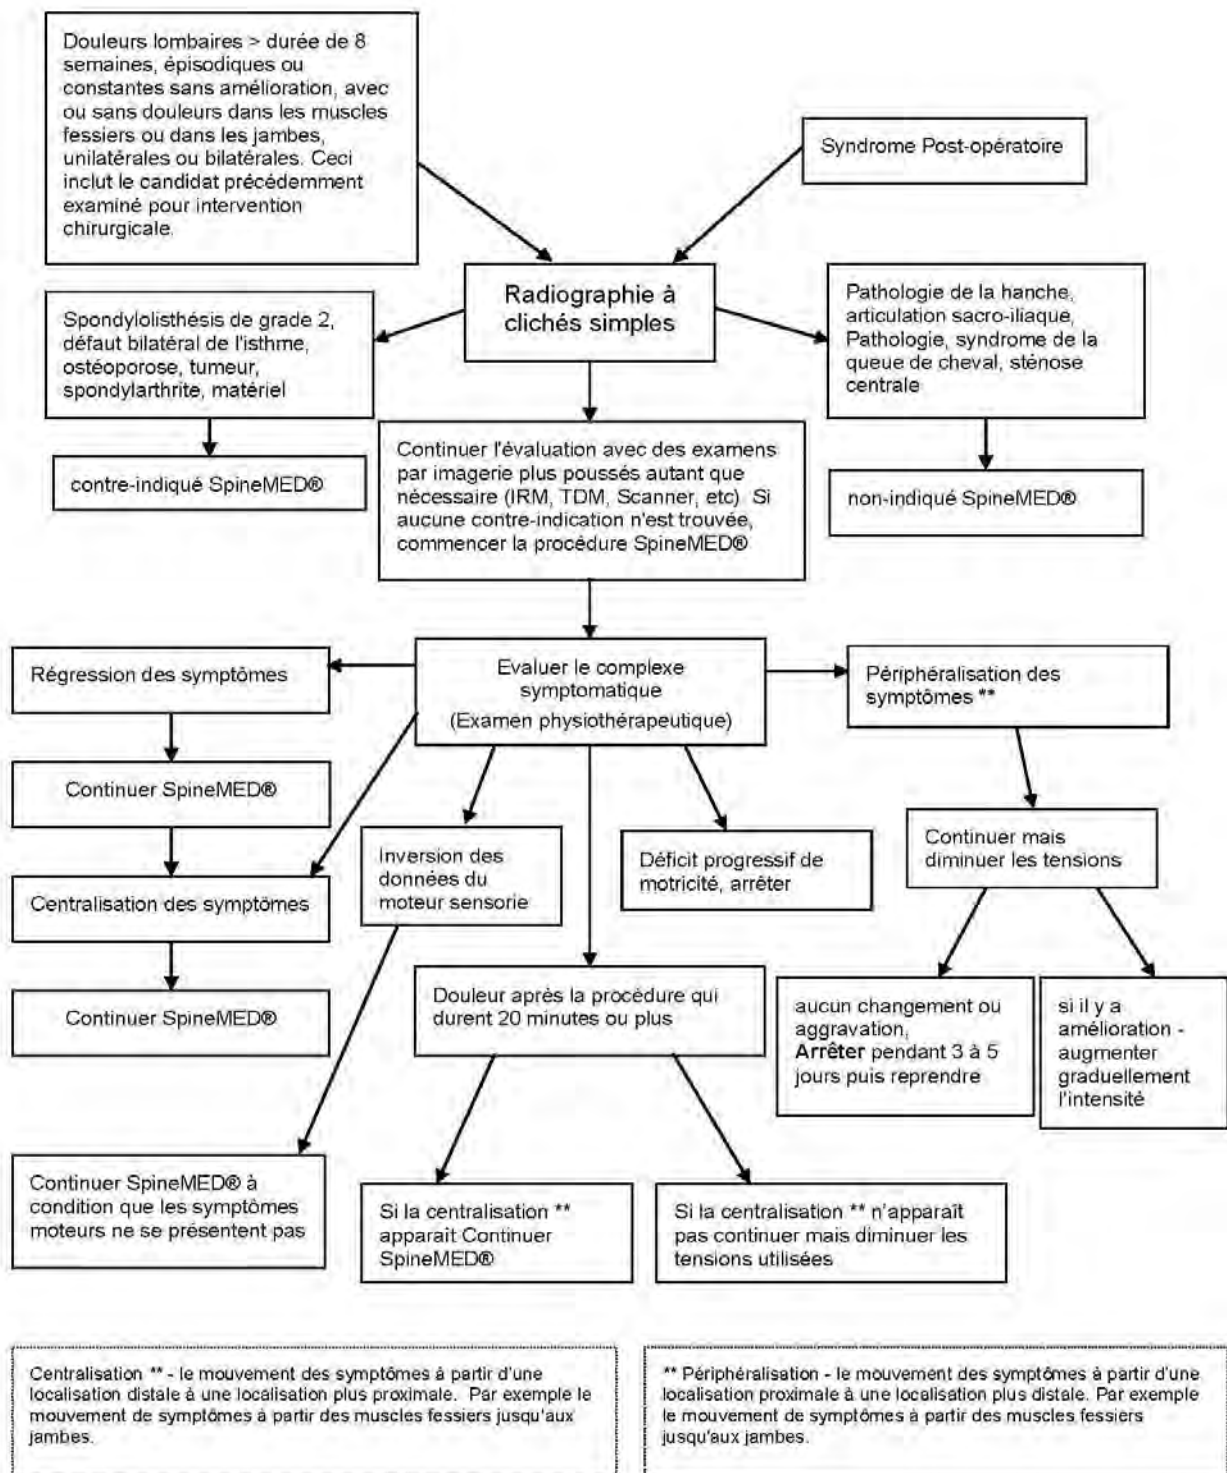 Douleurs lombaires > durée de 8
semaines, épisodiques ou
constantes sans amélioration, avec
ou sans douleurs dans les muscles
fessiers ou dans les jambes,
unilatérales ou bilatérales. Ceci
inclut le candidat précédemment
examiné pour intervention
chirurgicale.
Syndrome Post-opératoire
Radiographie à
clichés simples
Spondylolisthésis de grade 2,
défaut bilatéral de l'isthme,
ostéoporose, tumeur,
spondylarthrite, matériel
Pathologie de la hanche,
articulation sacro-iliaque,
Pathologie, syndrome de la
queue de cheval, sténose
centrale
contre-indiqué SpineMED®
Continuer l'évaluation avec des examens
par imagerie plus poussés autant que
nécessaire (IRM, TDM, Scanner, etc). Si
aucune contre-indication n'est trouvée,
commencer la procédure SpineMED®
non-indiqué SpineMED®
Régression des symptômes
Evaluer le complexe
symptomatique
(Examen physiothérapeutique)
Périphéralisation des
symptômes **
Continuer SpineMED®
Centralisation des symptômes
Continuer SpineMED®
Inversion des
données du
moteur sensorie
Déficit progressif de
motricité, arrêter
Continuer mais
diminuer les tensions
Douleur après la procédure qui
durent 20 minutes ou plus
aucun changement ou
aggravation,
Arrêter pendant 3 à 5
jours puis reprendre
si il y a
amélioration -
augmenter
graduellement
l'intensité
Continuer SpineMED® à
condition que les symptômes
moteurs ne se présentent pas
Si la centralisation **
apparait Continuer
SpineMED®
Si la centralisation ** n'apparaît
pas continuer mais diminuer les
tensions utilisées
Centralisation ** - le mouvement des symptômes à partir d'une
localisation distale à une localisation plus proximale. Par exemple le
mouvement de symptômes à partir des muscles fessiers jusqu'aux
jambes.
** Périphéralisation - le mouvement des symptômes à partir d'une
localisation proximale à une localisation plus distale. Par exemple
le mouvement de symptômes à partir des muscles fessiers
jusqu'aux jambes.